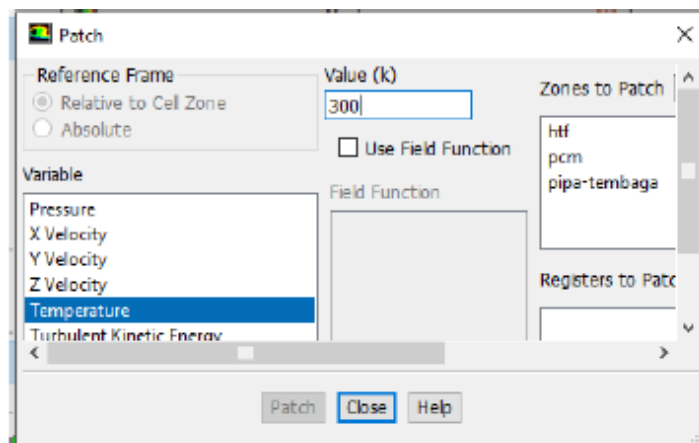 Patch
Reference Frame
Relative to Cell Zone
Absolute
Value (k)
300
Use Field Function
Zones to Patch
htf
pcm
pipa-tembaga
Variable
Pressure
X Velocity
Y Velocity
Z Velocity
Temperature
Turbulent Kinetic Energy
Field Function
Registers to Patc
Patch
Close
Help